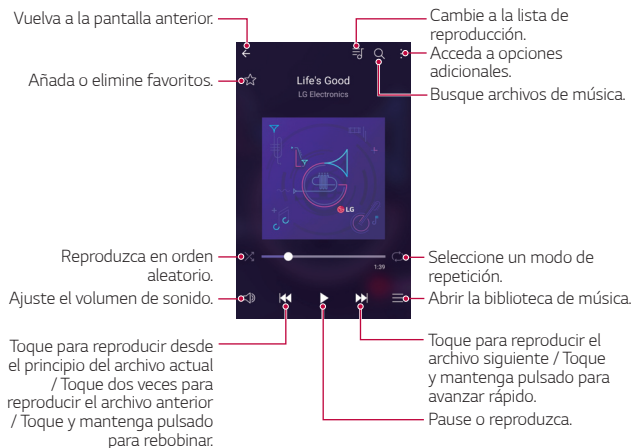 Vuelva a la pantalla anterior.
Cambie a la lista de
reproducción.
Acceda a opciones
adicionales.
Añada o elimine favoritos.
Busque archivos de música.
Life's Good
LG Electronics
LG
Reproduzca en orden
aleatorio.
1:39
Seleccione un modo de
repetición.
Ajuste el volumen de sonido.
Abrir la biblioteca de música.
Toque para reproducir desde
el principio del archivo actual
/ Toque dos veces para
reproducir el archivo anterior
/ Toque y mantenga pulsado
para rebobinar.
Toque para reproducir el
archivo siguiente / Toque
y mantenga pulsado para
avanzar rápido.
Pause o reproduzca.